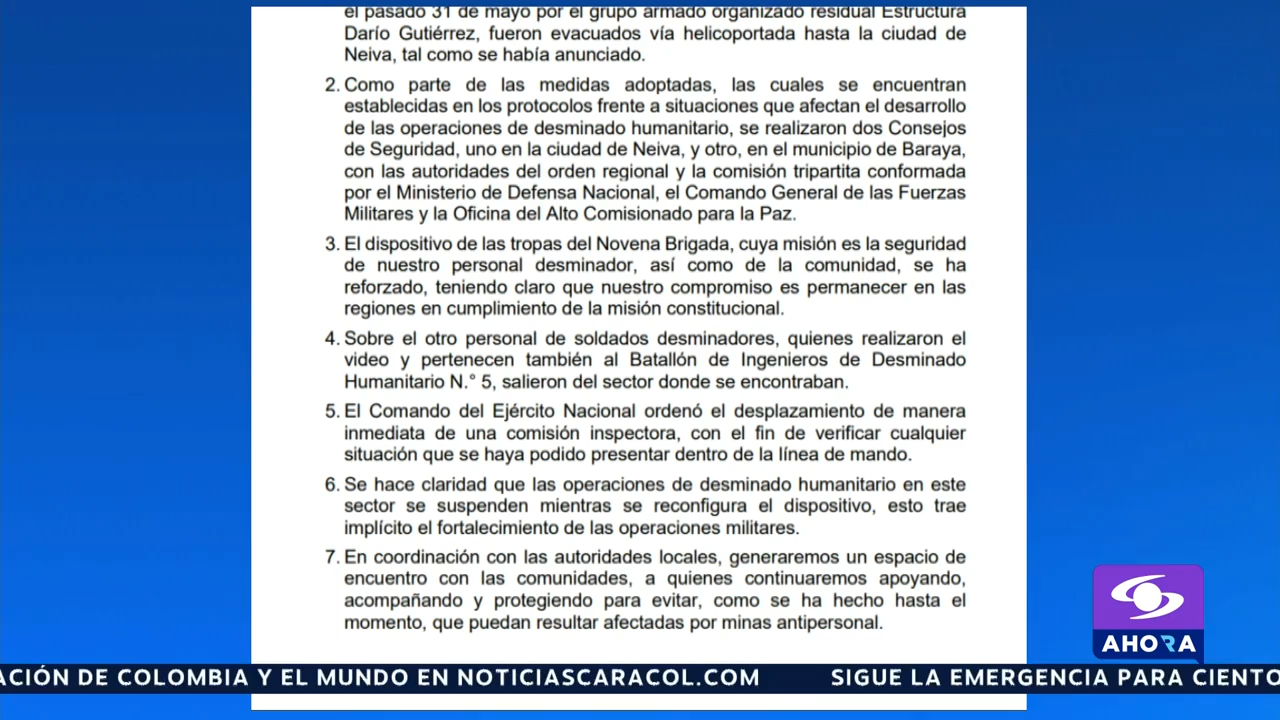 el pasado 31 de mayo por el grupo armado organizado residual Estructura
Darío Gutiérrez, fueron evacuados vía helicoportada hasta la ciudad de
Neiva, tal como se había anunciado.
2. Como parte de las medidas adoptadas, las cuales se encuentran
establecidas en los protocolos frente a situaciones que afectan el desarrollo
de las operaciones de desminado humanitario, se realizaron dos Consejos
de Seguridad, uno en la ciudad de Neiva, y otro, en el municipio de Baraya,
con las autoridades del orden regional y la comisión tripartita conformada
por el Ministerio de Defensa Nacional, el Comando General de las Fuerzas
Militares y la Oficina del Alto Comisionado para la Paz.
3. El dispositivo de las tropas del Novena Brigada, cuya misión es la seguridad
de nuestro personal desminador, así como de la comunidad, se ha
reforzado, teniendo claro que nuestro compromiso es permanecer en las
regiones en cumplimiento de la misión constitucional.
4. Sobre el otro personal de soldados desminadores, quienes realizaron el
video y pertenecen también al Batallón de Ingenieros de Desminado
Humanitario N.° 5, salieron del sector donde se encontraban.
5. El Comando del Ejército Nacional ordenó el desplazamiento de manera
inmediata de una comisión inspectora, con el fin de verificar cualquier
situación que se haya podido presentar dentro de la línea de mando.
6. Se hace claridad que las operaciones de desminado humanitario en este
sector se suspenden mientras se reconfigura el dispositivo, esto trae
implícito el fortalecimiento de las operaciones militares.
7. En coordinación con las autoridades locales, generaremos un espacio de
encuentro con las comunidades, a quienes continuaremos apoyando,
acompañando y protegiendo para evitar, como se ha hecho hasta el
momento, que puedan resultar afectadas por minas antipersonal.
AHORA
ACIÓN DE COLOMBIA Y EL MUNDO EN NOTICIASCARACOL.COM SIGUE LA EMERGENCIA PARA CIENTO